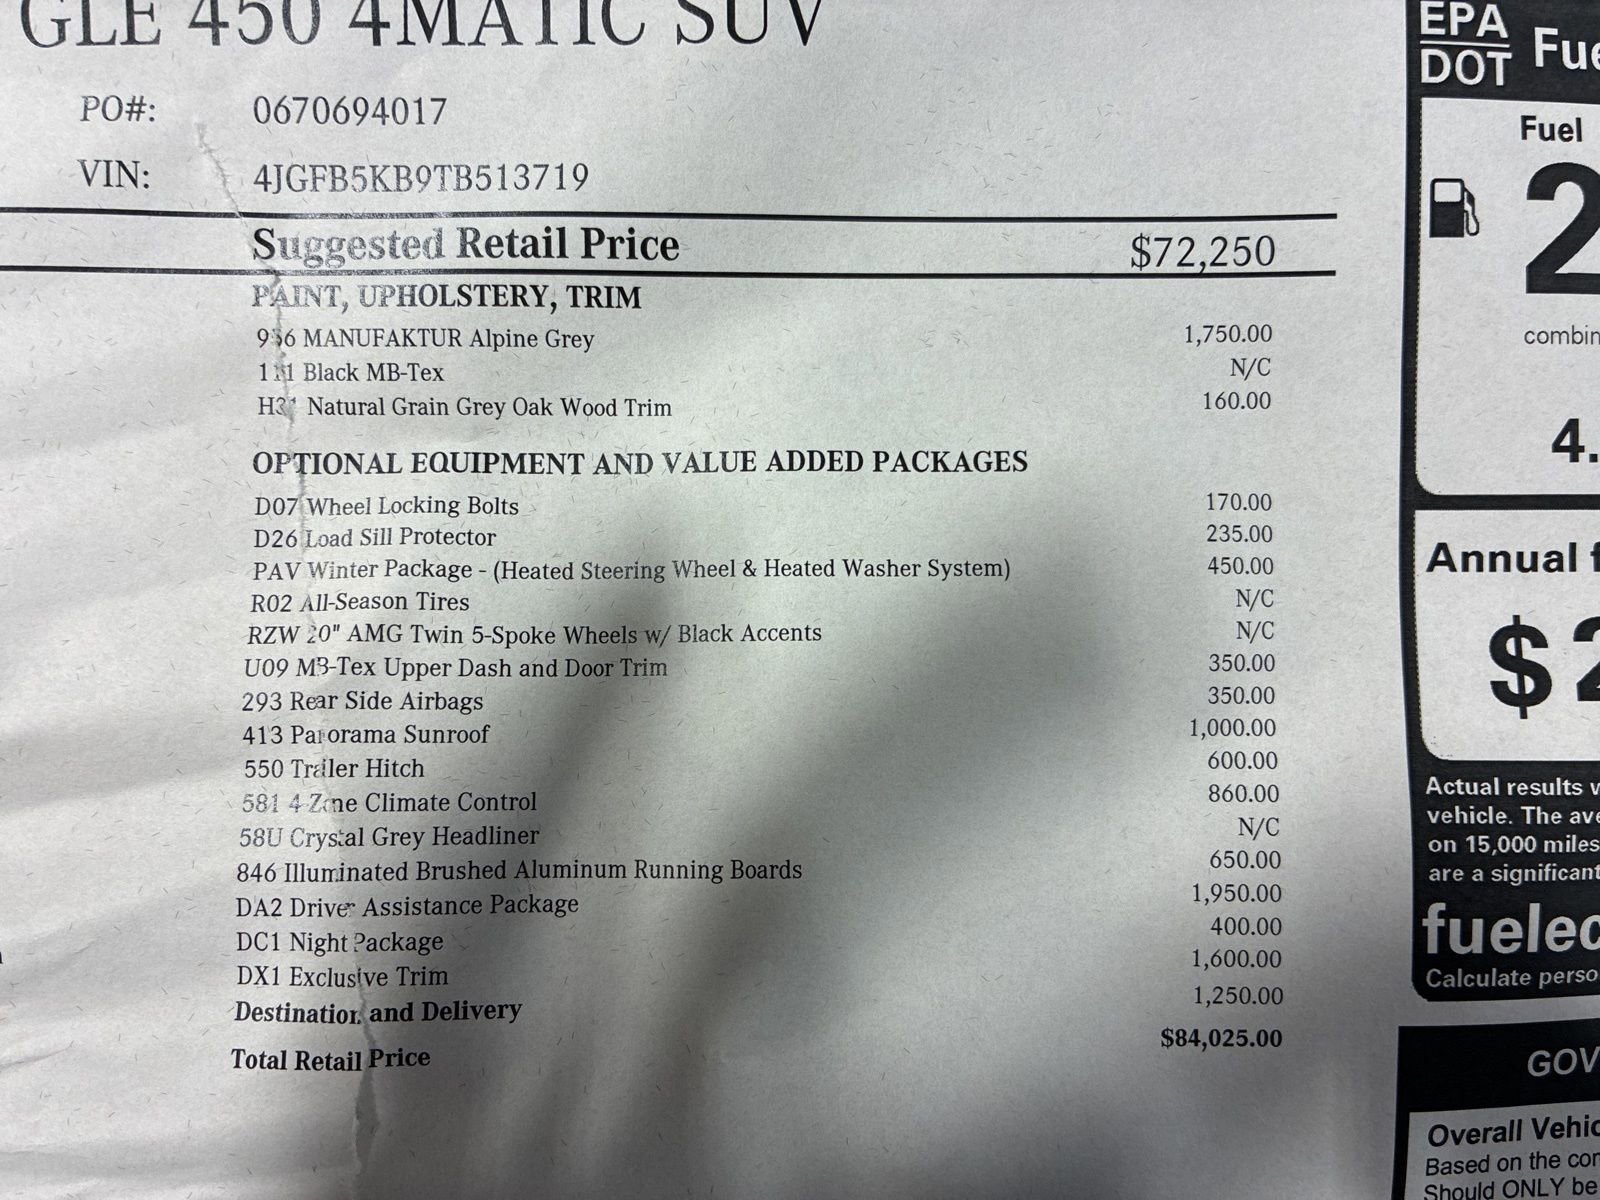 GLE 450 4MATIC SUV
PO#: 0670694017
VIN: 4JGFB5KB9TB513719
Suggested Retail Price $72,250
PAINT, UPHOLSTERY, TRIM
956 MANUFAKTUR Alpine Grey 1,750.00
Black MB-Tex N/C
H31 Natural Grain Grey Oak Wood Trim 160.00
OPTIONAL EQUIPMENT AND VALUE ADDED PACKAGES
D07 Wheel Locking Bolts 170.00
D26 Load Sill Protector 235.00
PAV Winter Package - (Heated Steering Wheel & Heated Washer System) 450.00
R02 All-Season Tires N/C
RZW 20" AMG Twin 5-Spoke Wheels w/ Black Accents N/C
U09 MB-Tex Upper Dash and Door Trim 350.00
293 Rear Side Airbags 350.00
413 Panorama Sunroof 1,000.00
550 Trailer Hitch 600.00
581 4-Zone Climate Control 860.00
58U Crystal Grey Headliner N/C
846 Illuminated Brushed Aluminum Running Boards 650.00
DA2 Driver Assistance Package 1,950.00
DC1 Night Package 400.00
DX1 Exclusive Trim 1,600.00
Destination and Delivery 1,250.00
Total Retail Price $84,025.00
EPA
DOT
Fuel
2
4.
Annual
$2
Actual results
vehicle. The
on 15,000 miles
are a significant
Calculate
Overall
Based on the
Should ONLY be